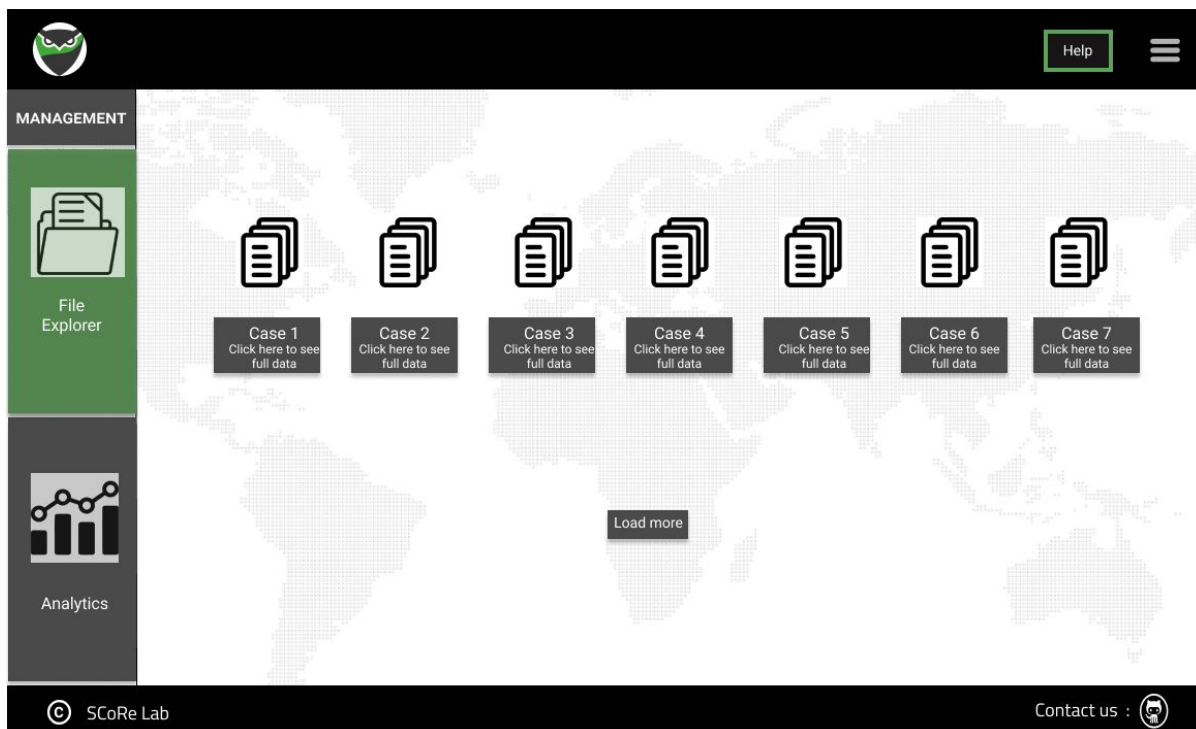 Help
MANAGEMENT
File
Explorer
Case 1
Click here to see
full data
Case 2
Click here to see
full data
Case 3
Click here to see
full data
Case 4
Click here to see
full data
Case 5
Click here to see
full data
Case 6
Click here to see
full data
Case 7
Click here to see
full data
Load more
Analytics
© SCoRe Lab
Contact us :